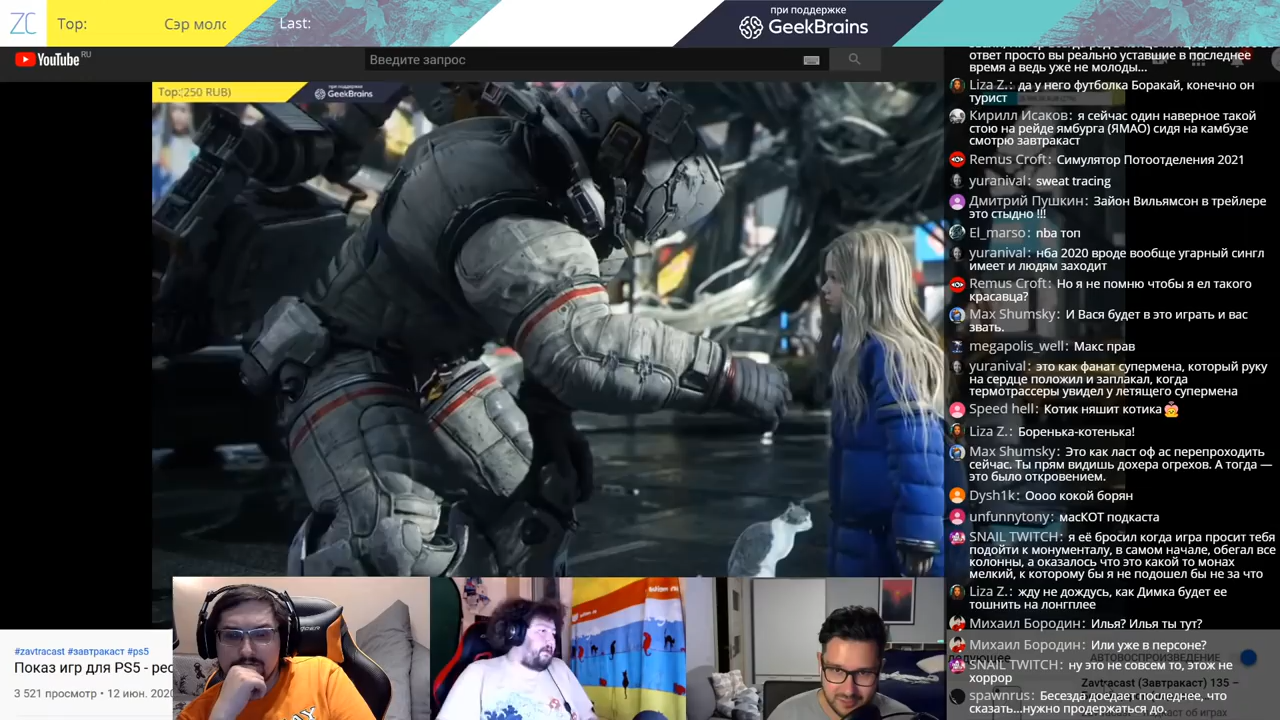 ZC Top: Сэр моло Last:
при поддержке
GeekBrains
YouTube RU
Введите запрос
Top:(250 RUB)
при поддержке
GeekBrains
ответ просто вы реально уставшие в последнее
время а ведь уже не молоды...
Liza Z.: да у него футболка Боракай, конечно он
турист
Кирилл Исаков: я сейчас один наверное такой
стою на рейде ямбурга (ЯМАО) сидя на камбузе
смотрю завтракаст
Remus Croft: Симулятор Потоотделения 2021
yuranival: sweat tracing
Дмитрий Пушкин: Зайон Вильямсон в трейлере
это стыдно !!!
El_marso: nba топ
yuranival: нба 2020 вроде вообще угарный сингл
имеет и людям заходит
Remus Croft: Но я не помню чтобы я ел такого
красавца?
Max Shumsky: И Вася будет в это играть и вас
звать.
megapolis_well: Макс прав
yuranival: это как фанат супермена, который руку
на сердце положил и заплакал, когда
термотрассеры увидел у летящего супермена
Speed hell: Котик няшит котика
Liza Z.: Боренька-котенька!
Max Shumsky: Это как ласт оф ас перепроходить
сейчас. Ты прям видишь дохера огрехов. А тогда —
это было откровением.
Dysh1k: Оооо кокой борян
unfunnytony: масКОТ подкаста
SNAIL TWITCH: я её бросил когда игра просит тебя
подойти к монументалу, в самом начале, обегал все
колонны, а оказалось что это какой то монах
мелкий, к которому бы я не подошел бы не за что
Liza Z.: жду не дождусь, как Димка будет ее
тошнить на лонгплее
Михаил Бородин: Илья? Илья ты тут?
Михаил Бородин: Или уже в персоне?
SNAIL TWITCH: ну это не совсем то, этож не
хоррор
spawnrus: Бесезда доедает последнее, что
сказать...нужно продержаться до..
АВТОВОСПРОИЗВЕДЕНИЕ
Zavtracast (Завтракаст) 135 –
#zavtracast #завтракаст #ps5
Показ игр для PS5 - рес
3 521 просмотр • 12 июн. 2020